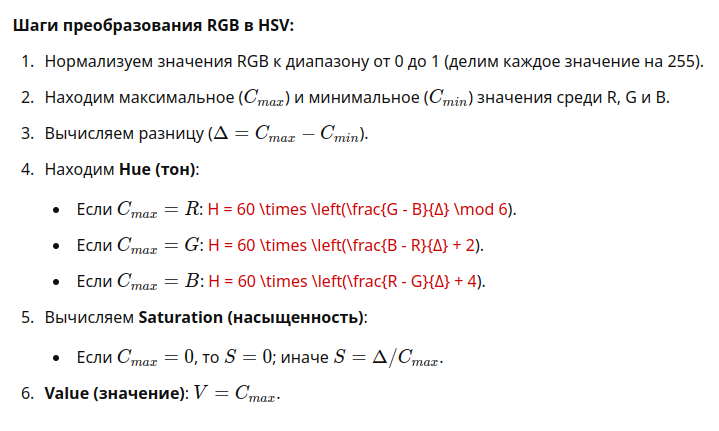 Шаги преобразования RGB в HSV:
1. Нормализуем значения RGB к диапазону от 0 до 1 (делим каждое значение на 255).
2. Находим максимальное (C_{max}) и минимальное (C_{min}) значения среди R, G и B.
3. Вычисляем разницу (Δ = C_{max} − C_{min}).
4. Находим Hue (тон):
• Если C_{max} = R: H = 60 \times \left(\frac{G - B}{Δ} \mod 6).
• Если C_{max} = G: H = 60 \times \left(\frac{B - R}{Δ} + 2).
• Если C_{max} = B: H = 60 \times \left(\frac{R - G}{Δ} + 4).
5. Вычисляем Saturation (насыщенность):
• Если C_{max} = 0, то S = 0; иначе S = Δ/C_{max}.
6. Value (значение): V = C_{max}.